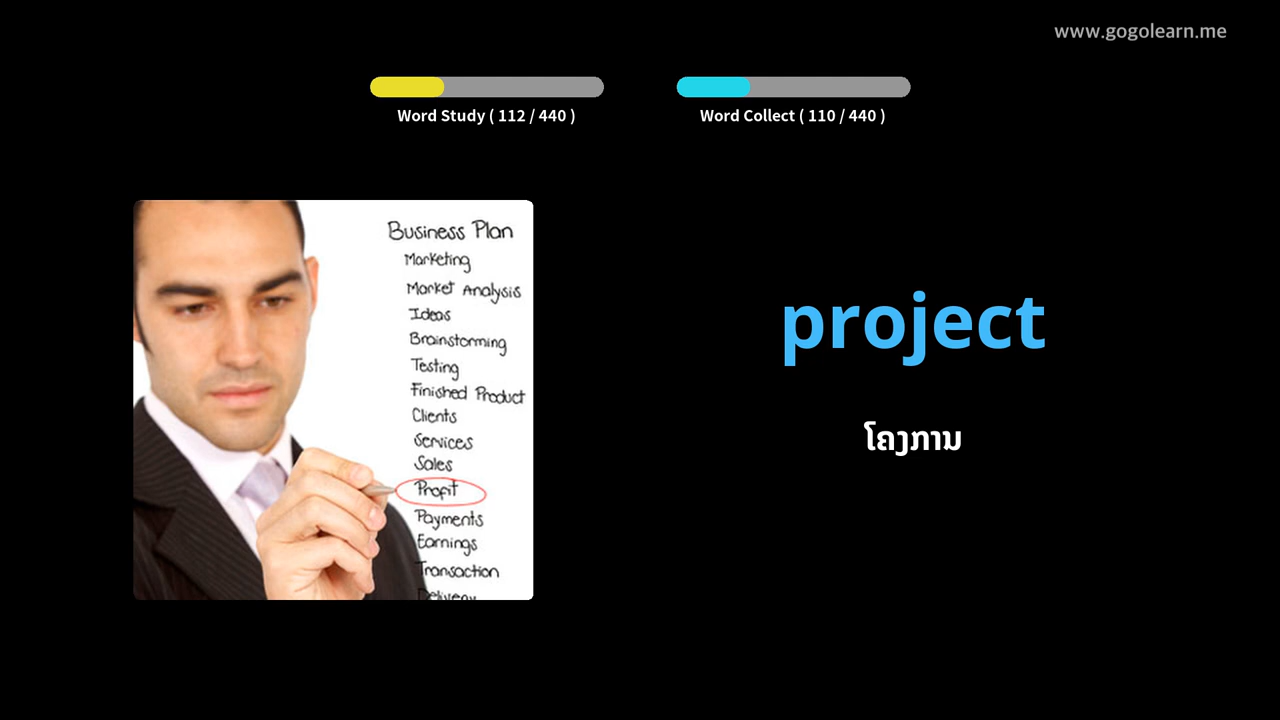 www.gogolearn.me
Word Study ( 112 / 440 )
Word Collect ( 110 / 440 )
Business Plan
Marketing
Market Analysis
Ideas
Brainstorming
Testing
Finished Product
Clients
Services
Sales
Profit
Payments
Earnings
Transaction
Delivery
project
ໂຄງການ